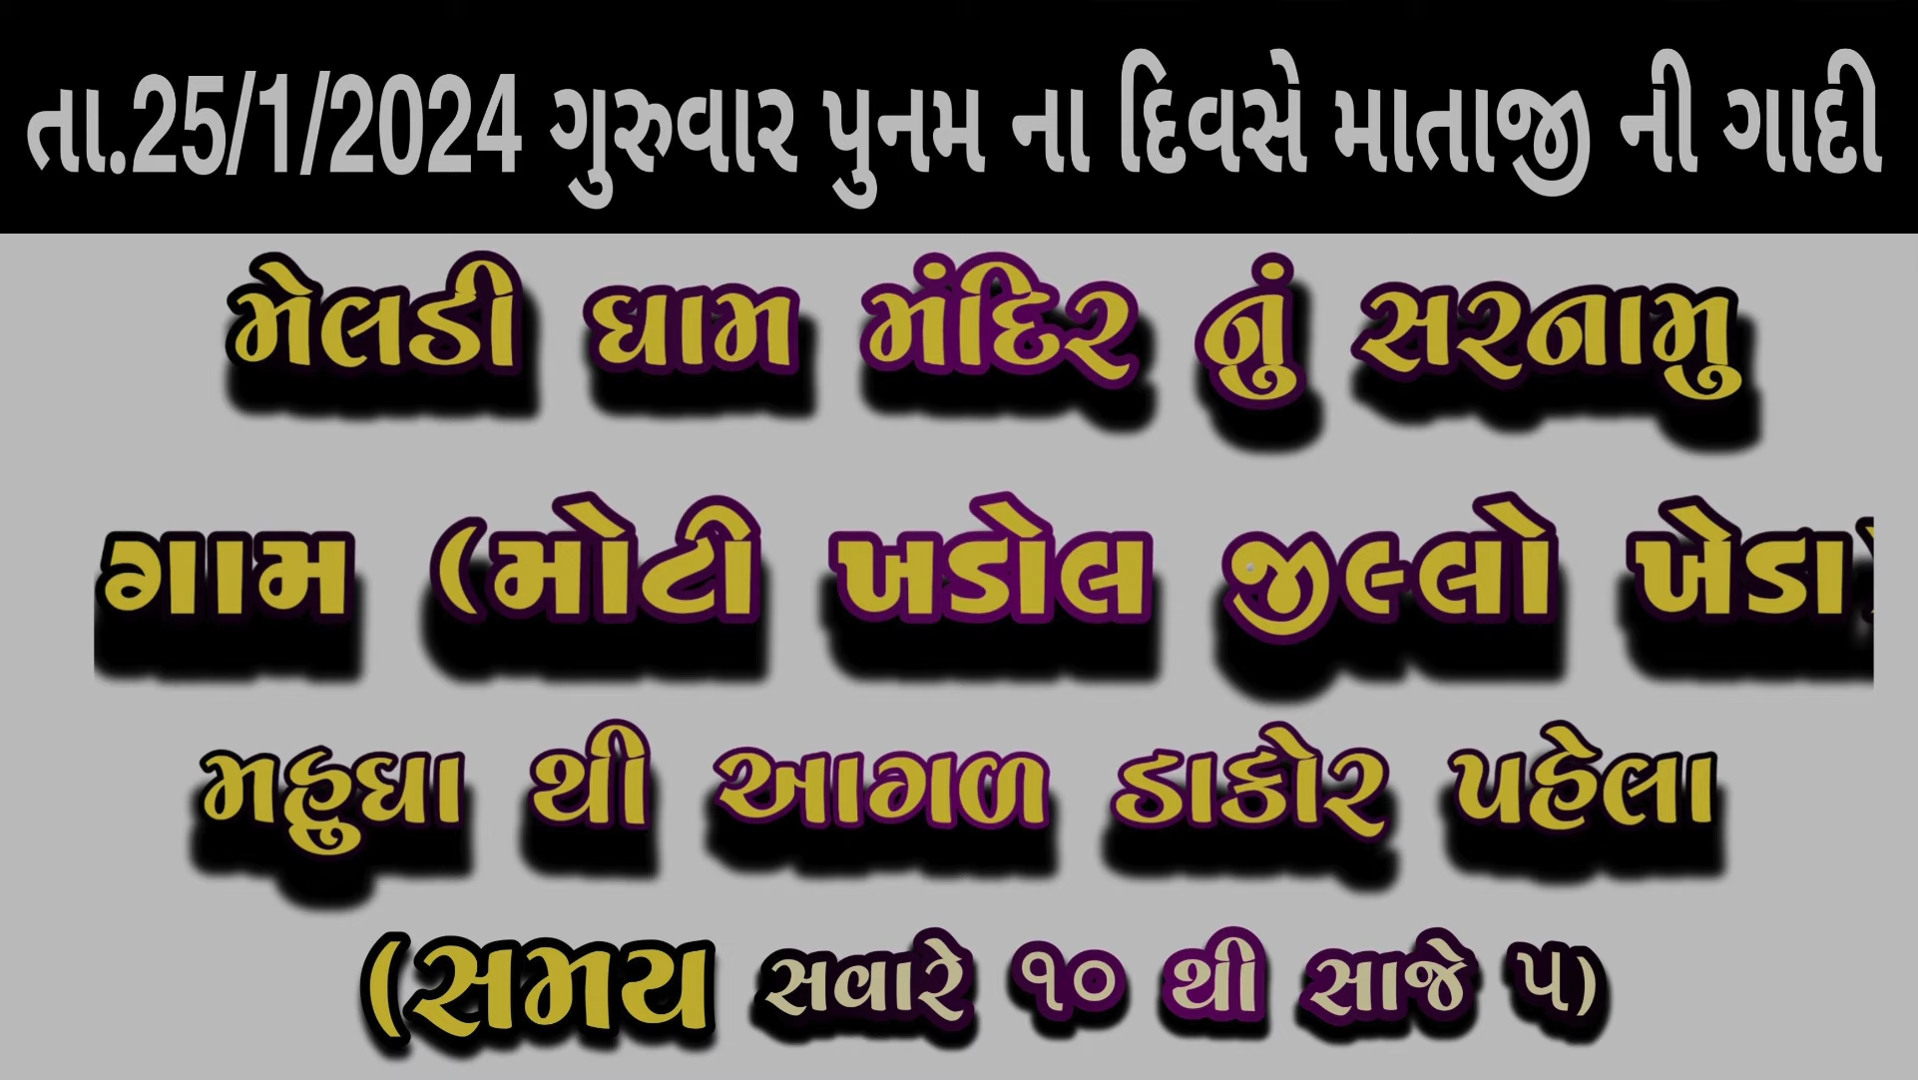 તા.25/1/2024 ગુરુવાર પુનમ ના દિવસે માતાજી ની ગાદી
મેલડી ધામ મંદિર નું સરનામુ
ગામ (મોટી ખડોલ જીલ્લો ખેડા)
મહુધા થી આગળ ડાકોર પહેલા
(સમય સવારે ૧૦ થી સાજે ૫)